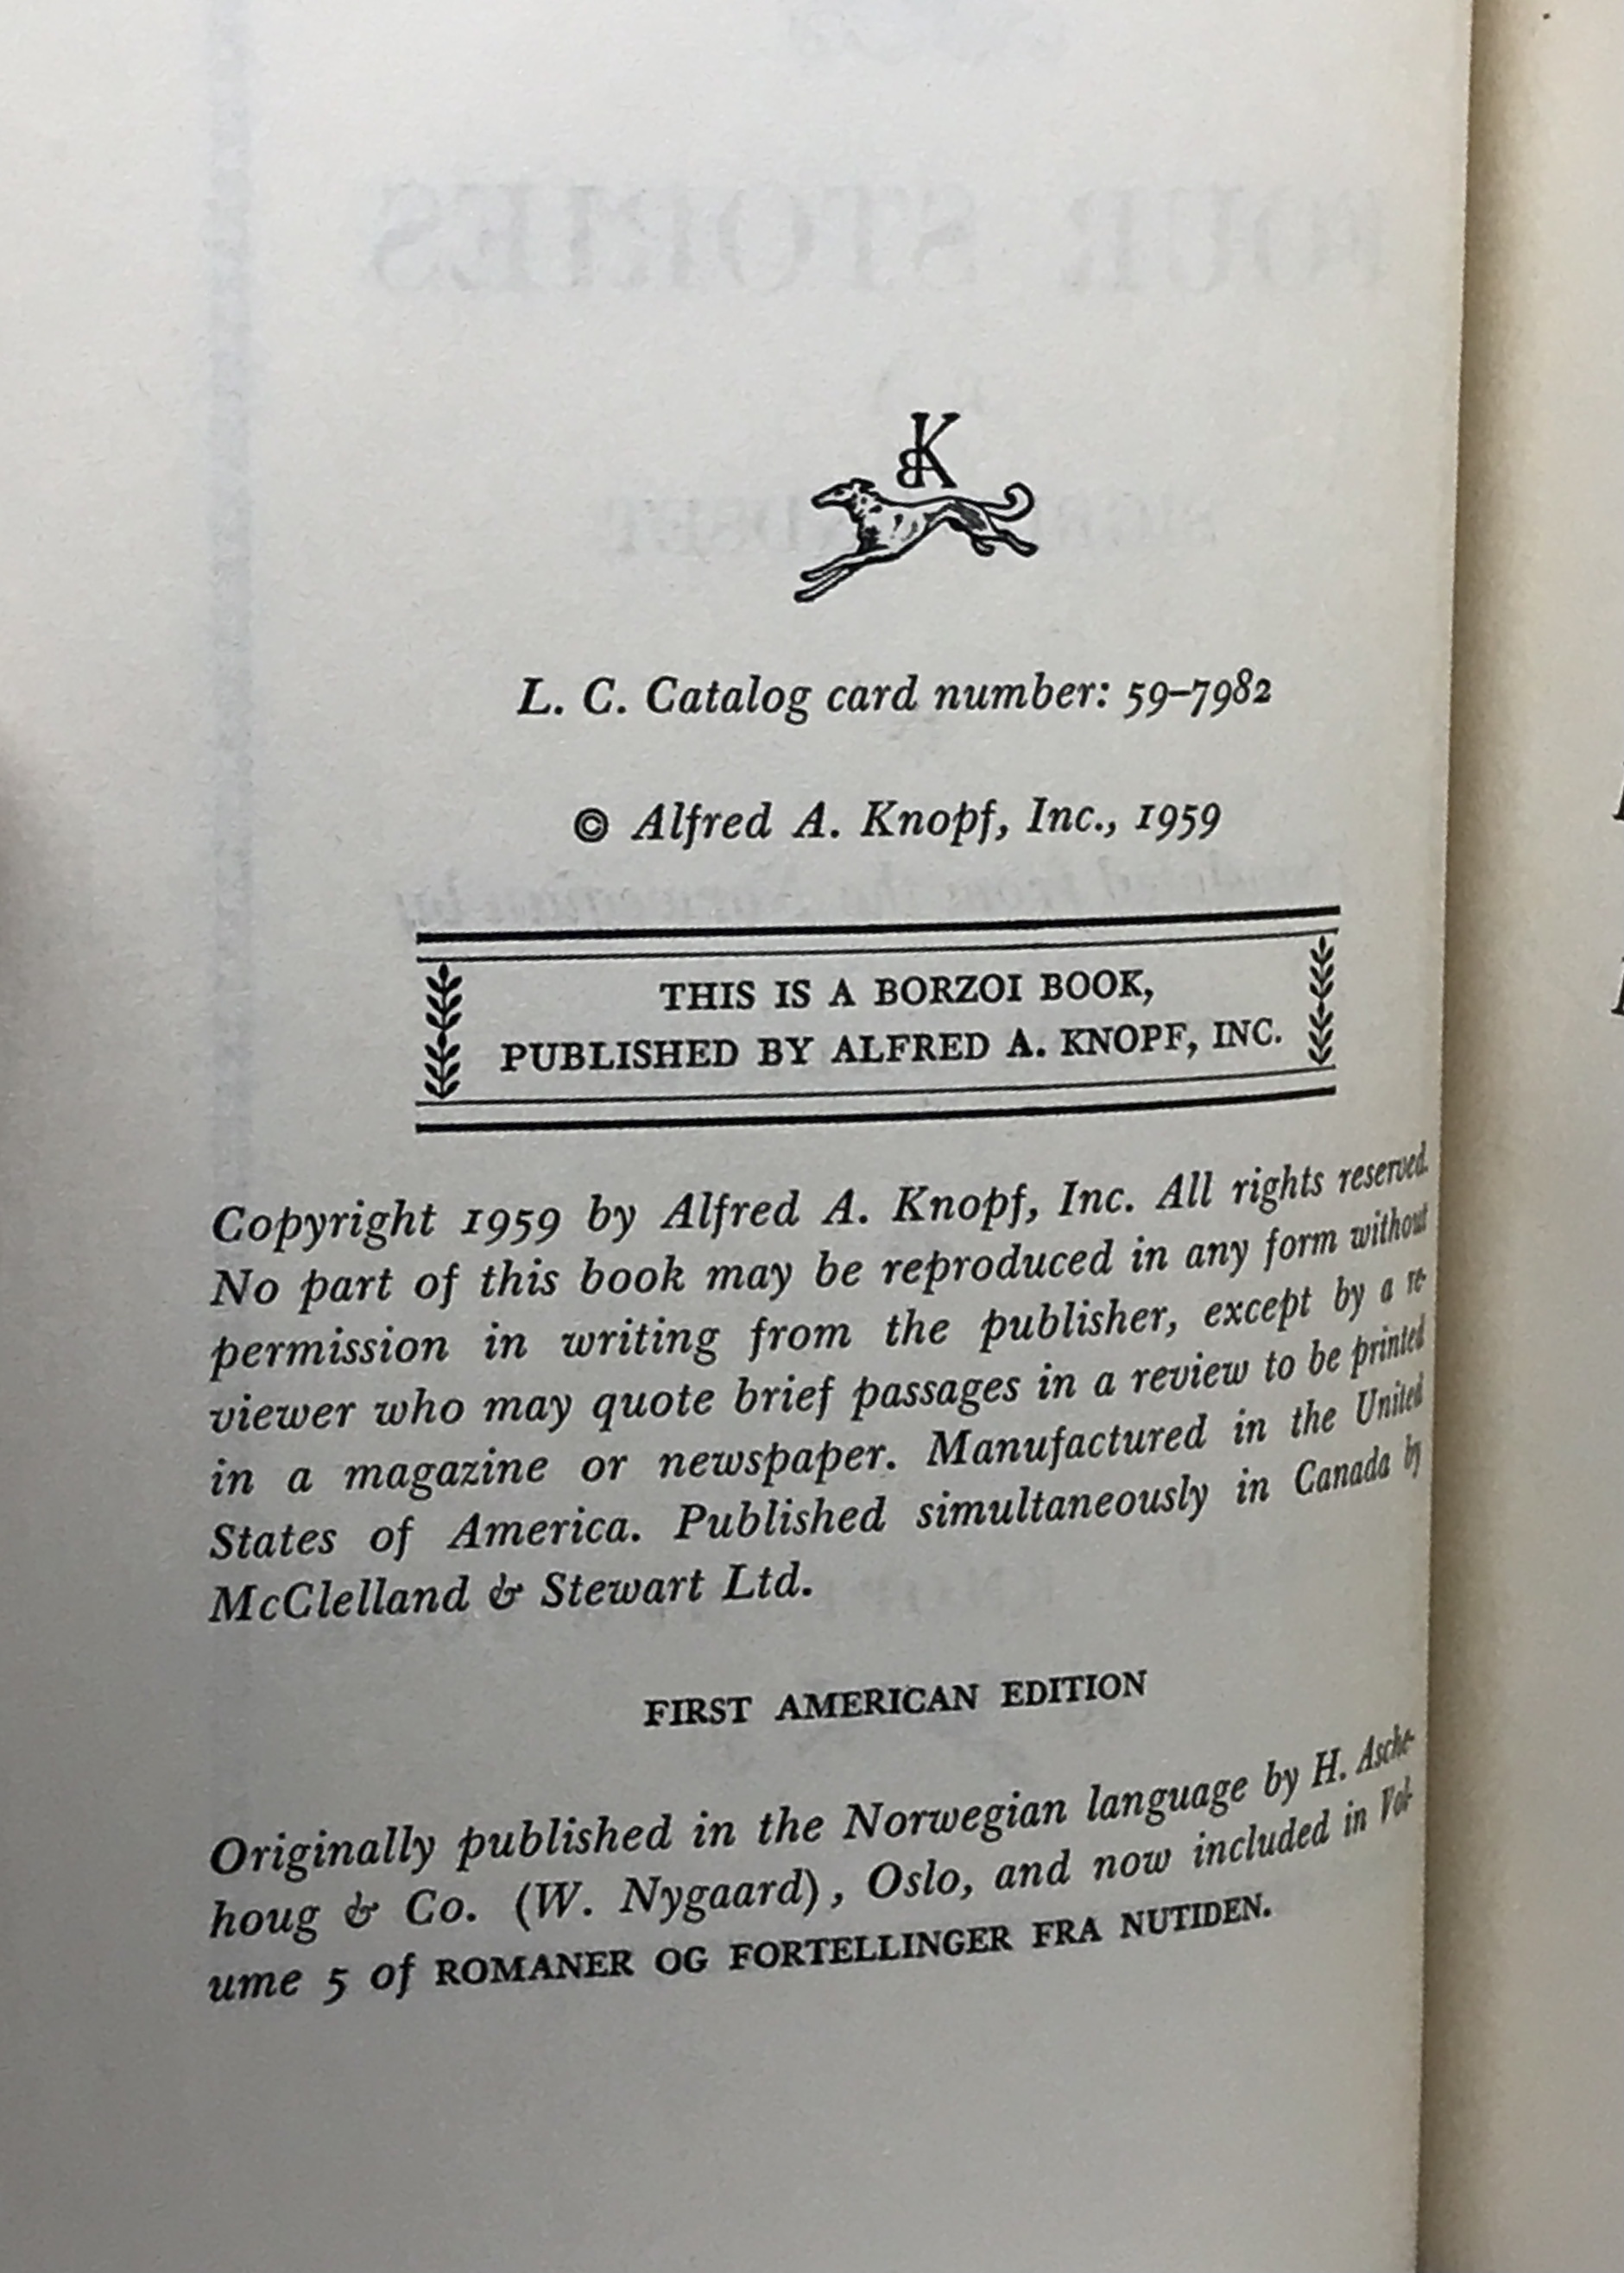 FOUR STORIES
BK
L. C. Catalog card number: 59–7982
© Alfred A. Knopf, Inc., 1959
THIS IS A BORZOI BOOK,
PUBLISHED BY ALFRED A. KNOPF, INC.
Copyright 1959 by Alfred A. Knopf, Inc. All rights reserved.
No part of this book may be reproduced in any form without
permission in writing from the publisher, except by a re-
viewer who may quote brief passages in a review to be printed
in a magazine or newspaper. Manufactured in the United
States of America. Published simultaneously in Canada by
McClelland & Stewart Ltd.
FIRST AMERICAN EDITION
Originally published in the Norwegian language by H. Asche-
houg & Co. (W. Nygaard), Oslo, and now included in Vol-
ume 5 of ROMANER OG FORTELLINGER FRA NUTIDEN.